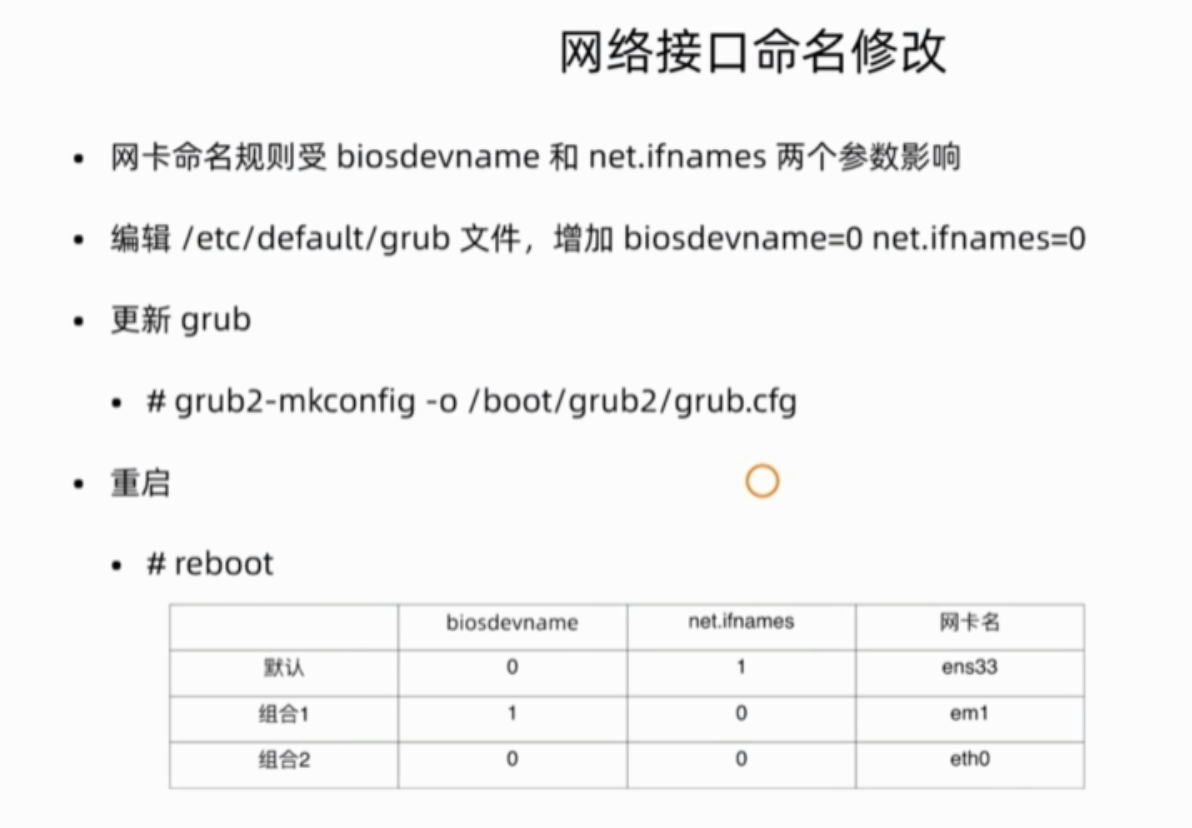 网络接口命名修改
• 网卡命名规则受 biosdevname 和 net.ifnames 两个参数影响
• 编辑 /etc/default/grub 文件，增加 biosdevname=0 net.ifnames=0
• 更新 grub
• # grub2-mkconfig -o /boot/grub2/grub.cfg
• 重启
• # reboot
biosdevname net.ifnames 网卡名
默认 0 1 ens33
组合1 1 0 em1
组合2 0 0 eth0